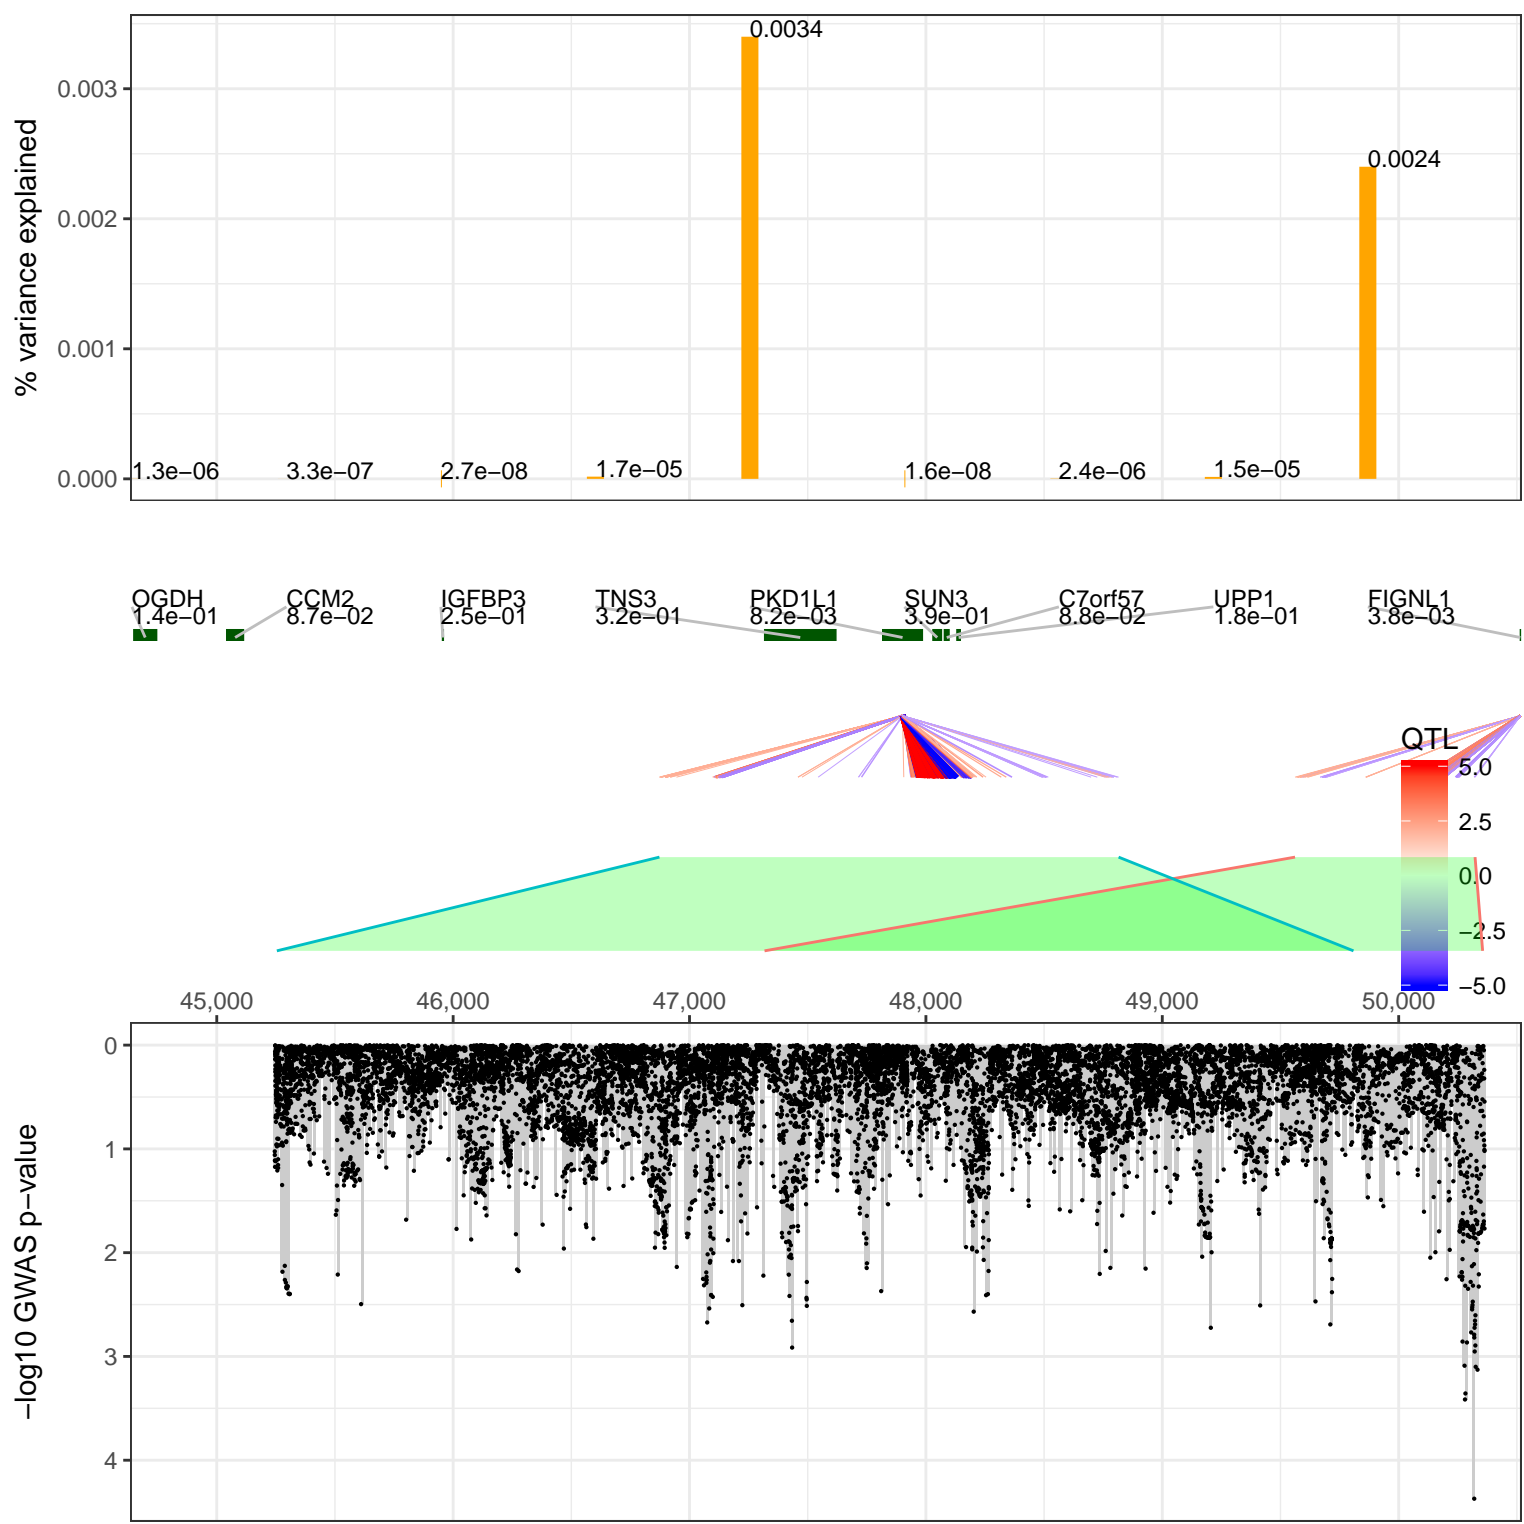 % variance explained
0.003
0.002
0.001
0.000
0.0034
0.0024
1.3e−06
3.3e−07
2.7e−08
1.7e−05
1.6e−08
2.4e−06
1.5e−05
OGDH
1.4e−01
CCM2
8.7e−02
IGFBP3
2.5e−01
TNS3
3.2e−01
PKD1L1
8.2e−03
SUN3
3.9e−01
C7orf57
8.8e−02
UPP1
1.8e−01
FIGNL1
3.8e−03
QTL
5.0
2.5
0.0
−2.5
−5.0
45,000
46,000
47,000
48,000
49,000
50,000
−log10 GWAS p−value
0
1
2
3
4